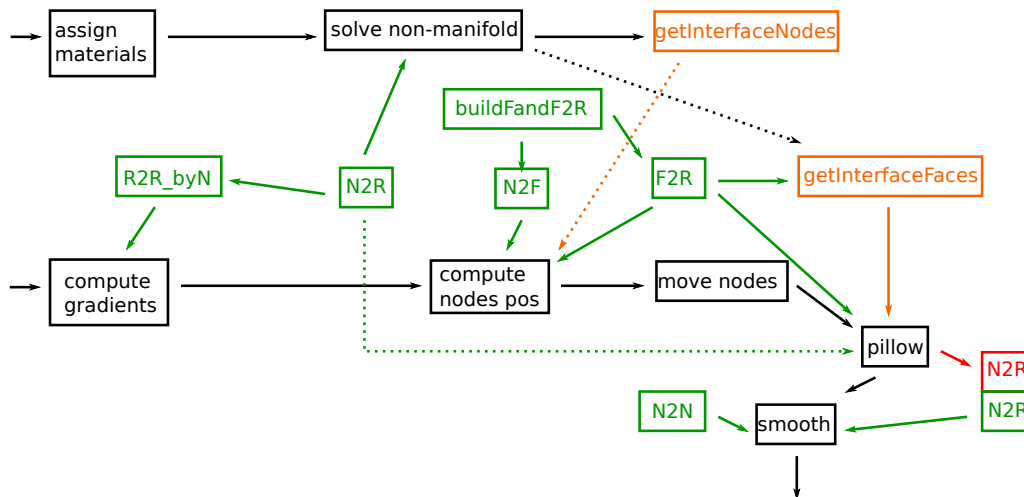 assign
materials
solve non-manifold
getInterfaceNodes
buildFandF2R
R2R_byN
N2R
N2F
F2R
getInterfaceFaces
compute
gradients
compute
nodes pos
move nodes
pillow
N2R
N2N
smooth
N2R